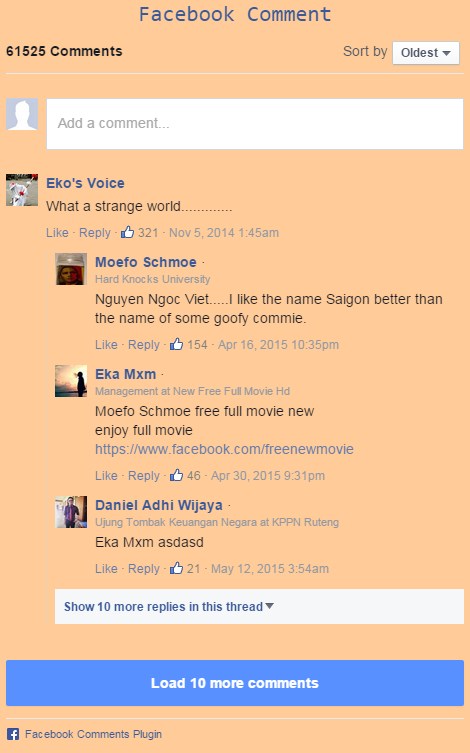 Facebook Comment
61525 Comments
Sort by Oldest
Add a comment...
Eko's Voice
What a strange world.............
Like · Reply · 321 · Nov 5, 2014 1:45am
Moefo Schmoe ·
Hard Knocks University
Nguyen Ngoc Viet.....I like the name Saigon better than
the name of some goofy commie.
Like · Reply · 154 · Apr 16, 2015 10:35pm
Eka Mxm ·
Management at New Free Full Movie Hd
Moefo Schmoe free full movie new
enjoy full movie
https://www.facebook.com/freenewmovie
Like · Reply · 46 · Apr 30, 2015 9:31pm
Daniel Adhi Wijaya ·
Ujung Tombak Keuangan Negara at KPPN Ruteng
Eka Mxm asdasd
Like · Reply · 21 · May 12, 2015 3:54am
Show 10 more replies in this thread
Load 10 more comments
Facebook Comments Plugin